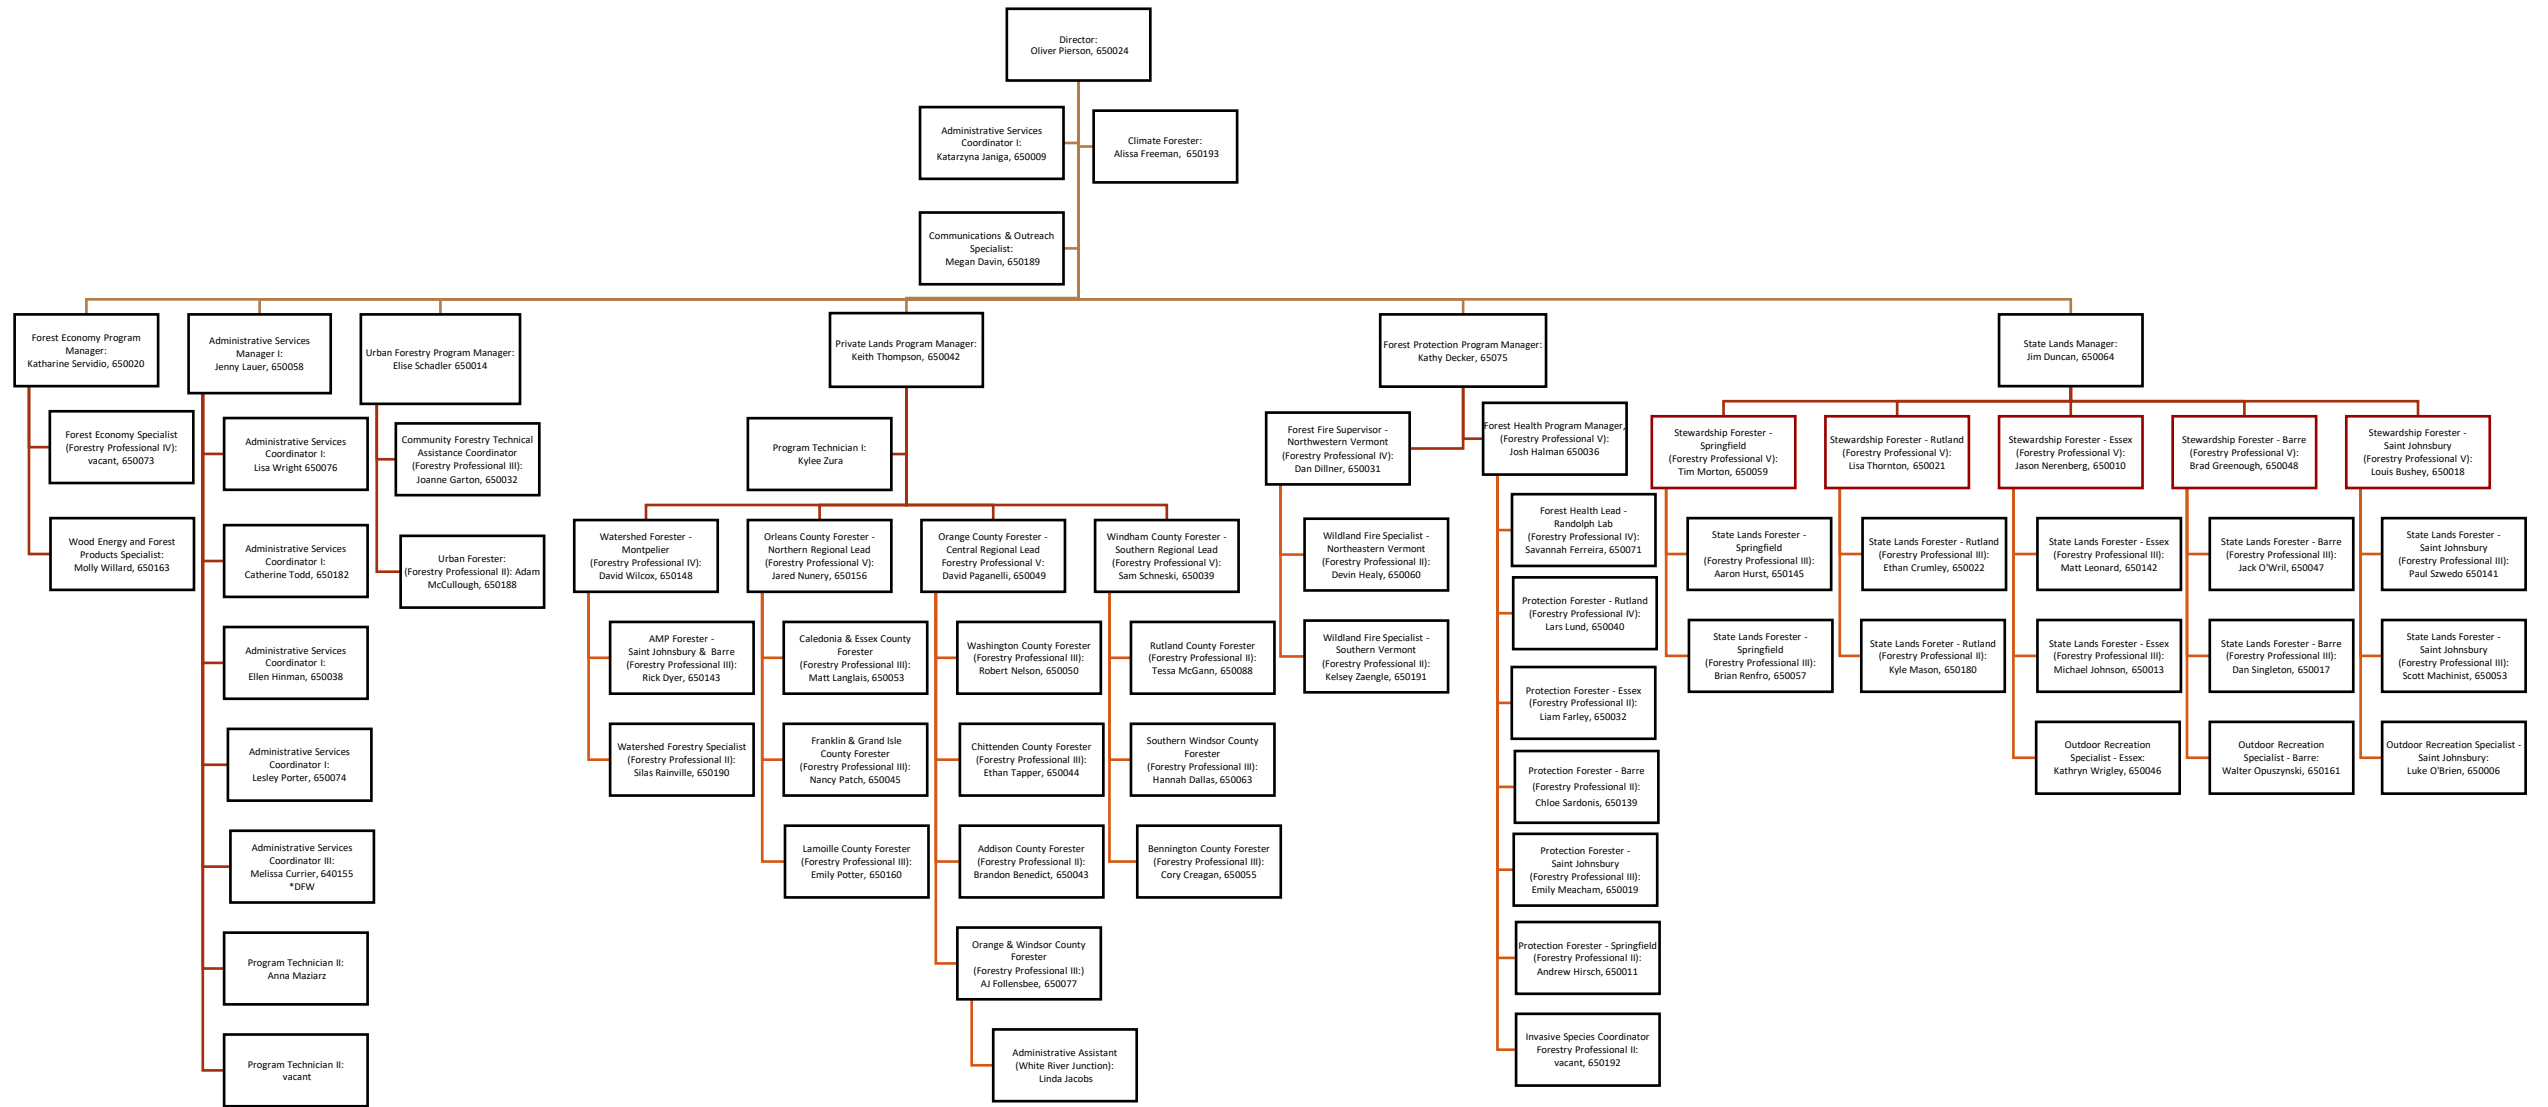 Director:
Oliver Pierson, 650024
Administrative Services
Coordinator I:
Katarzyna Janiga, 650009
Climate Forester:
Alissa Freeman, 650193
Communications & Outreach
Specialist:
Megan Davin, 650189
Forest Economy Program
Manager:
Katharine Servidio, 650020
Forest Economy Specialist
(Forestry Professional IV):
vacant, 650073
Wood Energy and Forest
Products Specialist:
Molly Willard, 650163
Administrative Services
Manager I:
Jenny Lauer, 650058
Administrative Services
Coordinator I:
Lisa Wright 650076
Administrative Services
Coordinator I:
Catherine Todd, 650182
Administrative Services
Coordinator I:
Ellen Hinman, 650038
Administrative Services
Coordinator I:
Lesley Porter, 650074
Administrative Services
Coordinator III:
Melissa Currier, 640155
*DFW
Program Technician II:
Anna Maziarz
Program Technician II:
vacant
Urban Forestry Program Manager:
Elise Schadler 650014
Community Forestry Technical
Assistance Coordinator
(Forestry Professional III):
Joanne Garton, 650032
Urban Forester:
(Forestry Professional II): Adam
McCullough, 650188
Private Lands Program Manager:
Keith Thompson, 650042
Program Technician I:
Kylee Zura
Watershed Forester -
Montpelier
(Forestry Professional IV):
David Wilcox, 650148
AMP Forester -
Saint Johnsbury & Barre
(Forestry Professional III):
Rick Dyer, 650143
Watershed Forestry Specialist
(Forestry Professional II):
Silas Rainville, 650190
Orleans County Forester -
Northern Regional Lead
(Forestry Professional V):
Jared Nunery, 650156
Caledonia & Essex County
Forester
(Forestry Professional III):
Matt Langlais, 650053
Franklin & Grand Isle
County Forester
(Forestry Professional III):
Nancy Patch, 650045
Lamoille County Forester
(Forestry Professional III):
Emily Potter, 650160
Orange County Forester -
Central Regional Lead
Forestry Professional V:
David Paganelli, 650049
Washington County Forester
(Forestry Professional III):
Robert Nelson, 650050
Chittenden County Forester
(Forestry Professional III):
Ethan Tapper, 650044
Addison County Forester
(Forestry Professional II):
Brandon Benedict, 650043
Orange & Windsor County
Forester
(Forestry Professional III:)
AJ Follensbee, 650077
Administrative Assistant
(White River Junction):
Linda Jacobs
Windham County Forester -
Southern Regional Lead
(Forestry Professional V):
Sam Schneski, 650039
Rutland County Forester
(Forestry Professional II):
Tessa McGann, 650088
Southern Windsor County
Forester
(Forestry Professional III):
Hannah Dallas, 650063
Bennington County Forester
(Forestry Professional III):
Cory Creagan, 650055
Forest Protection Program Manager:
Kathy Decker, 65075
Forest Fire Supervisor -
Northwestern Vermont
(Forestry Professional IV):
Dan Dillner, 650031
Wildland Fire Specialist -
Northeastern Vermont
(Forestry Professional II):
Devin Healy, 650060
Wildland Fire Specialist -
Southern Vermont
(Forestry Professional II):
Kelsey Zaengle, 650191
Forest Health Program Manager,
(Forestry Professional V):
Josh Halman 650036
Forest Health Lead -
Randolph Lab
(Forestry Professional IV):
Savannah Ferreira, 650071
Protection Forester - Rutland
(Forestry Professional IV):
Lars Lund, 650040
Protection Forester - Essex
(Forestry Professional II):
Liam Farley, 650032
Protection Forester - Barre
(Forestry Professional II):
Chloe Sardonis, 650139
Protection Forester -
Saint Johnsbury
(Forestry Professional III):
Emily Meacham, 650019
Protection Forester - Springfield
(Forestry Professional II):
Andrew Hirsch, 650011
Invasive Species Coordinator
Forestry Professional II:
vacant, 650192
State Lands Manager:
Jim Duncan, 650064
Stewardship Forester -
Springfield
(Forestry Professional V):
Tim Morton, 650059
State Lands Forester -
Springfield
(Forestry Professional III):
Aaron Hurst, 650145
State Lands Forester -
Springfield
(Forestry Professional III):
Brian Renfro, 650057
Stewardship Forester - Rutland
(Forestry Professional V):
Lisa Thornton, 650021
State Lands Forester - Rutland
(Forestry Professional III):
Ethan Crumley, 650022
State Lands Foreter - Rutland
(Forestry Professional II):
Kyle Mason, 650180
Stewardship Forester - Essex
(Forestry Professional V):
Jason Nerenberg, 650010
State Lands Forester - Essex
(Forestry Professional III):
Matt Leonard, 650142
State Lands Forester - Essex
(Forestry Professional III):
Michael Johnson, 650013
Outdoor Recreation
Specialist - Essex:
Kathryn Wrigley, 650046
Stewardship Forester - Barre
(Forestry Professional V):
Brad Greenough, 650048
State Lands Forester - Barre
(Forestry Professional III):
Jack O'Wril, 650047
State Lands Forester - Barre
(Forestry Professional III):
Dan Singleton, 650017
Outdoor Recreation
Specialist - Barre:
Walter Opuszynski, 650161
Stewardship Forester -
Saint Johnsbury
(Forestry Professional V):
Louis Bushey, 650018
State Lands Forester -
Saint Johnsbury
(Forestry Professional III):
Paul Szwedo 650141
State Lands Forester -
Saint Johnsbury
(Forestry Professional III):
Scott Machinist, 650053
Outdoor Recreation Specialist -
Saint Johnsbury:
Luke O'Brien, 650006